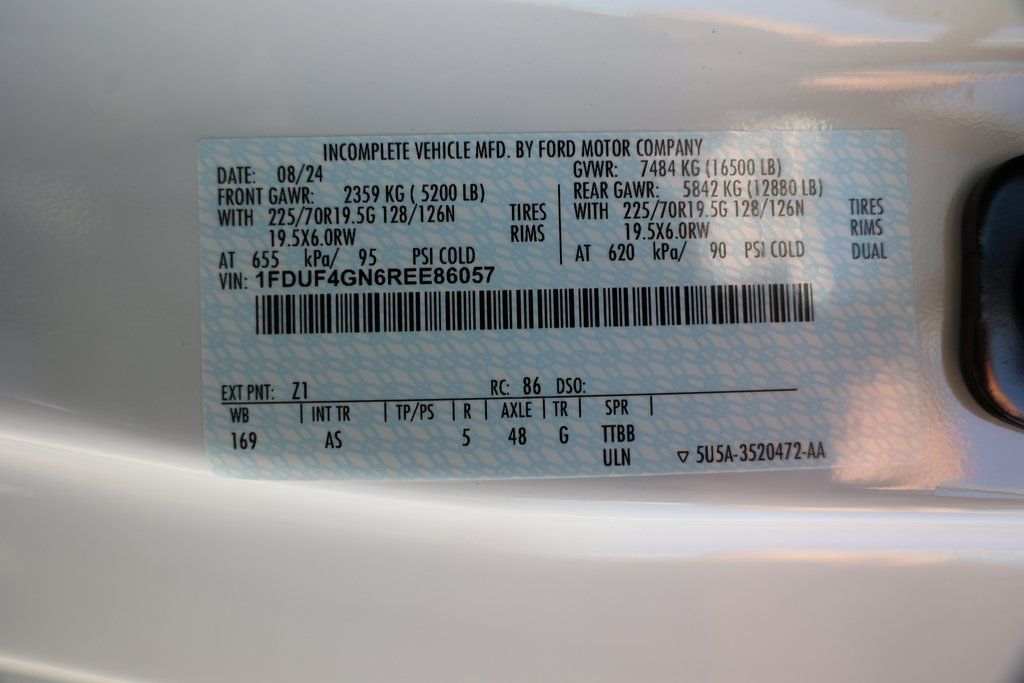 INCOMPLETE VEHICLE MFD. BY FORD MOTOR COMPANY
DATE: 08/24 GVWR: 7484 KG (16500 LB)
FRONT GAWR: 2359 KG ( 5200 LB) REAR GAWR: 5842 KG (12880 LB)
WITH 225/70R19.5G 128/126N TIRES WITH 225/70R19.5G 128/126N TIRES
19.5X6.0RW RIMS 19.5X6.0RW RIMS
AT 655 kPa/ 95 PSI COLD AT 620 kPa/ 90 PSI COLD DUAL
VIN: 1FDUF4GN6REE86057
EXT PNT: Z1 RC: 86 DSO:
WB INT TR TP/PS R AXLE TR SPR
169 AS 5 48 G TTBB
ULN ▽ 5U5A-3520472-AA